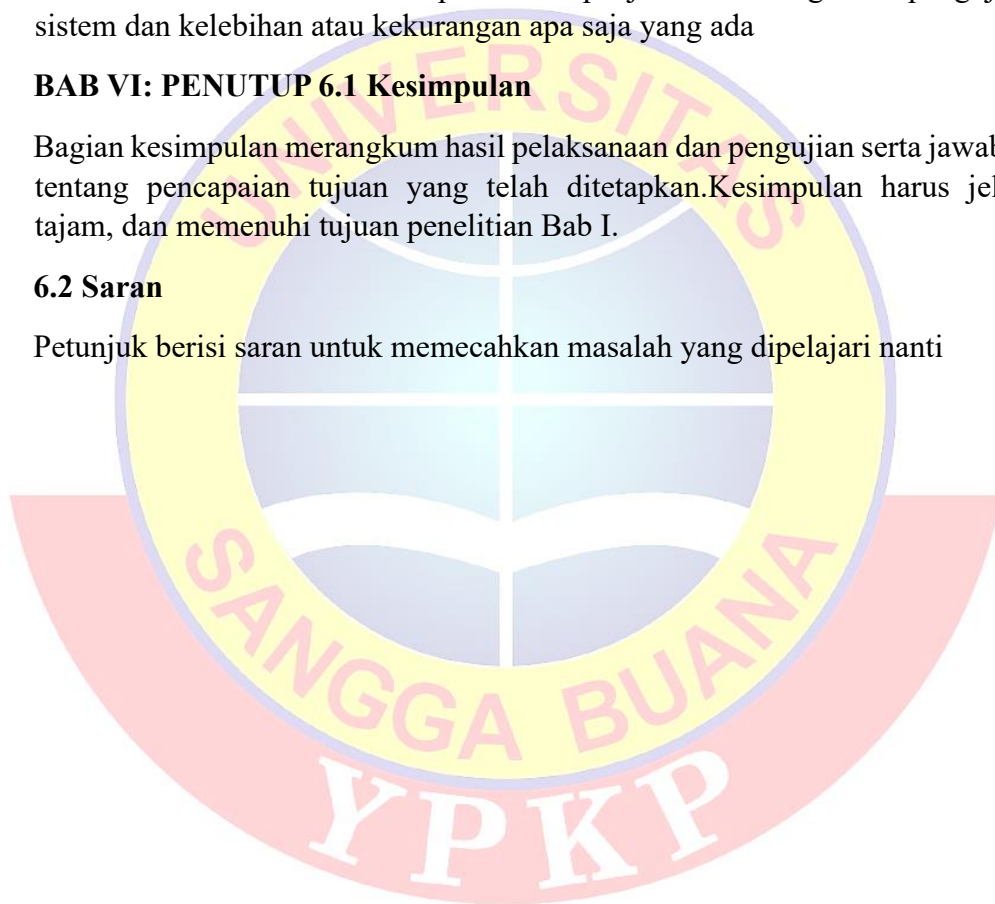 sistem dan kelebihan atau kekurangan apa saja yang ada
BAB VI: PENUTUP 6.1 Kesimpulan
Bagian kesimpulan merangkum hasil pelaksanaan dan pengujian serta jawab
tentang pencapaian tujuan yang telah ditetapkan.Kesimpulan harus jel
tajam, dan memenuhi tujuan penelitian Bab I.
6.2 Saran
Petunjuk berisi saran untuk memecahkan masalah yang dipelajari nanti
UNIVERSITAS
SANGGA BUANA
YPKP